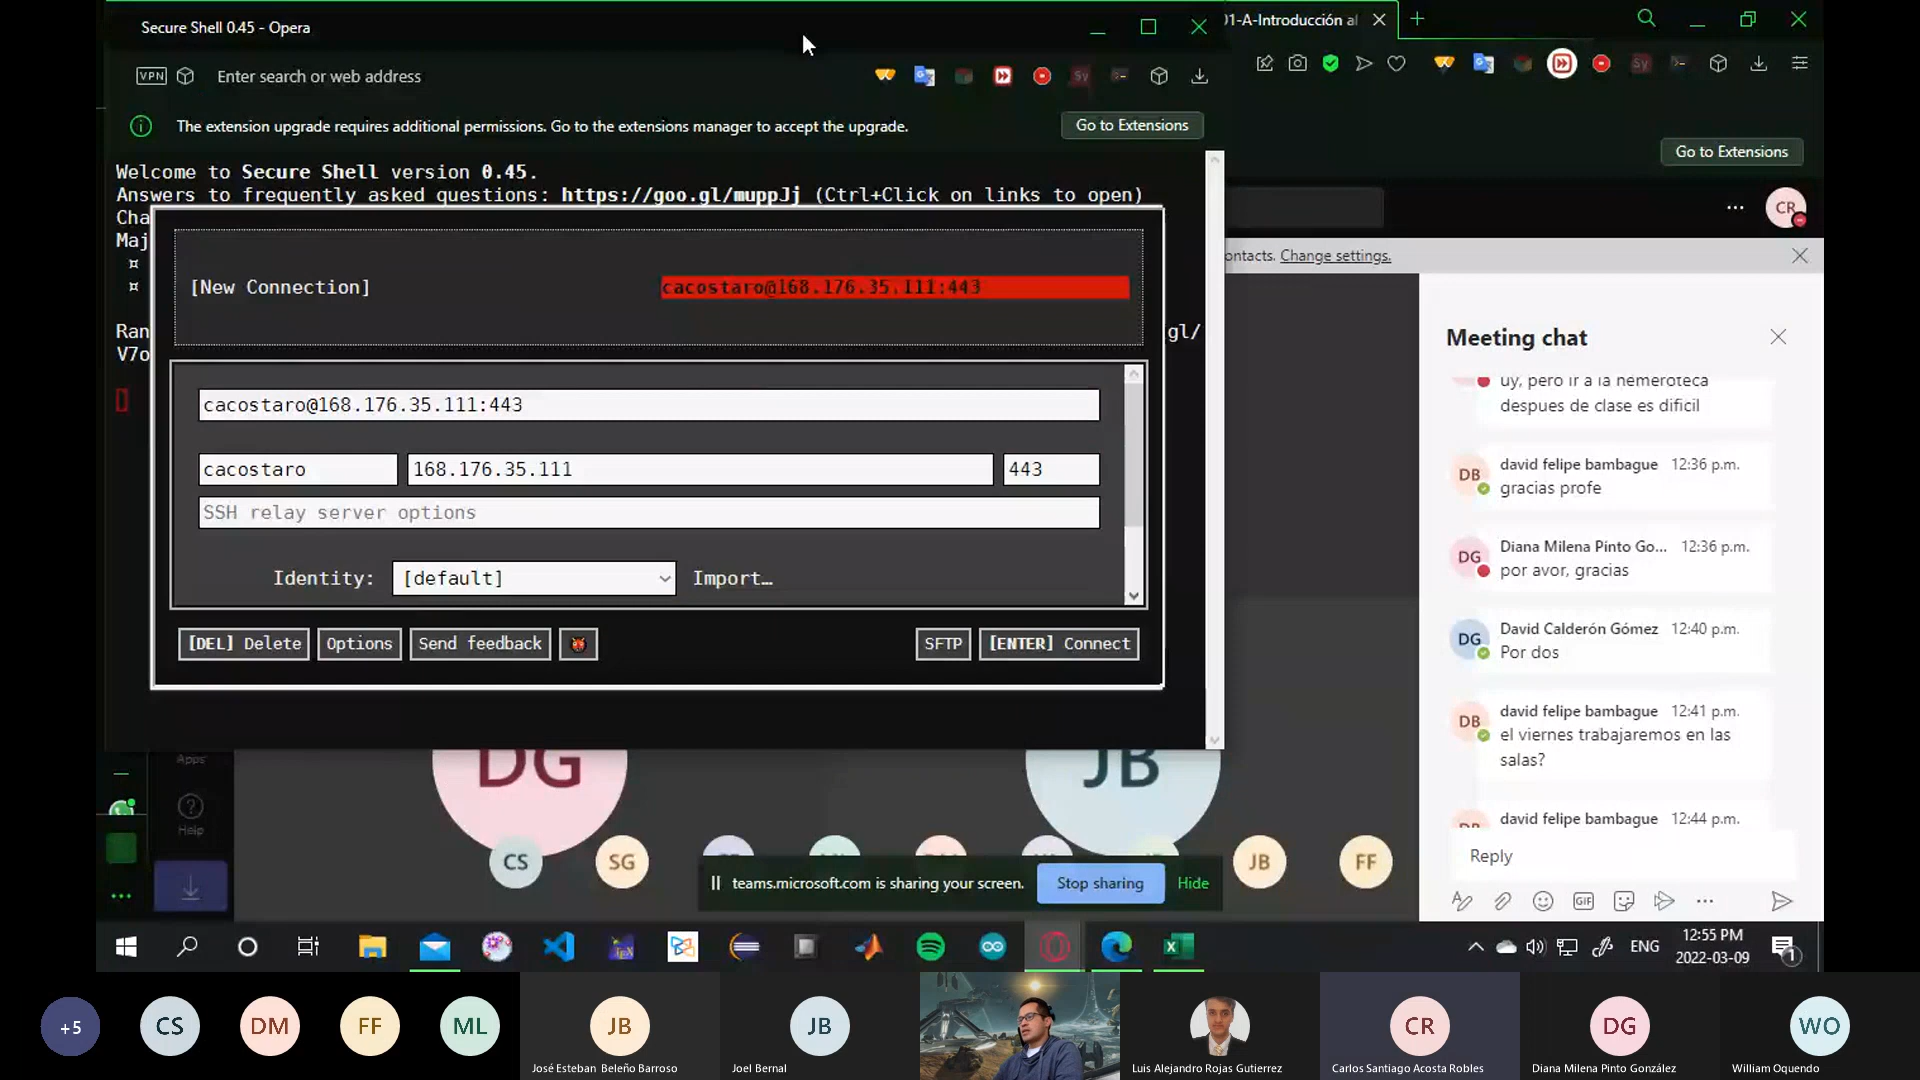 Secure Shell 0.45 - Opera
01-A-Introducción al
VPN
Enter search or web address
The extension upgrade requires additional permissions. Go to the extensions manager to accept the upgrade.
Go to Extensions
Go to Extensions
Welcome to Secure Shell version 0.45.
Answers to frequently asked questions: https://goo.gl/muppJj (Ctrl+Click on links to open)
Cha
Maj
Ran
gl/
V7o
[New Connection]
cacostaro@168.176.35.111:443
cacostaro@168.176.35.111:443
cacostaro
168.176.35.111
443
SSH relay server options
Identity:
[default]
Import…
[DEL] Delete
Options
Send feedback
SFTP
[ENTER] Connect
CR
ontacts. Change settings.
Meeting chat
uy, pero ir a la nemeroteca
despues de clase es dificil
DB
david felipe bambague 12:36 p.m.
gracias profe
DG
Diana Milena Pinto Go... 12:36 p.m.
por avor, gracias
DG
David Calderón Gómez 12:40 p.m.
Por dos
DB
david felipe bambague 12:41 p.m.
el viernes trabajaremos en las
salas?
david felipe bambague 12:44 p.m.
Reply
GIF
Apps
Help
DG
JB
CS
SG
JB
FF
teams.microsoft.com is sharing your screen.
Stop sharing
Hide
ENG
12:55 PM
2022-03-09
1
+5
CS
DM
FF
ML
JB
José Esteban Beleño Barroso
JB
Joel Bernal
Luis Alejandro Rojas Gutierrez
CR
Carlos Santiago Acosta Robles
DG
Diana Milena Pinto González
WO
William Oquendo